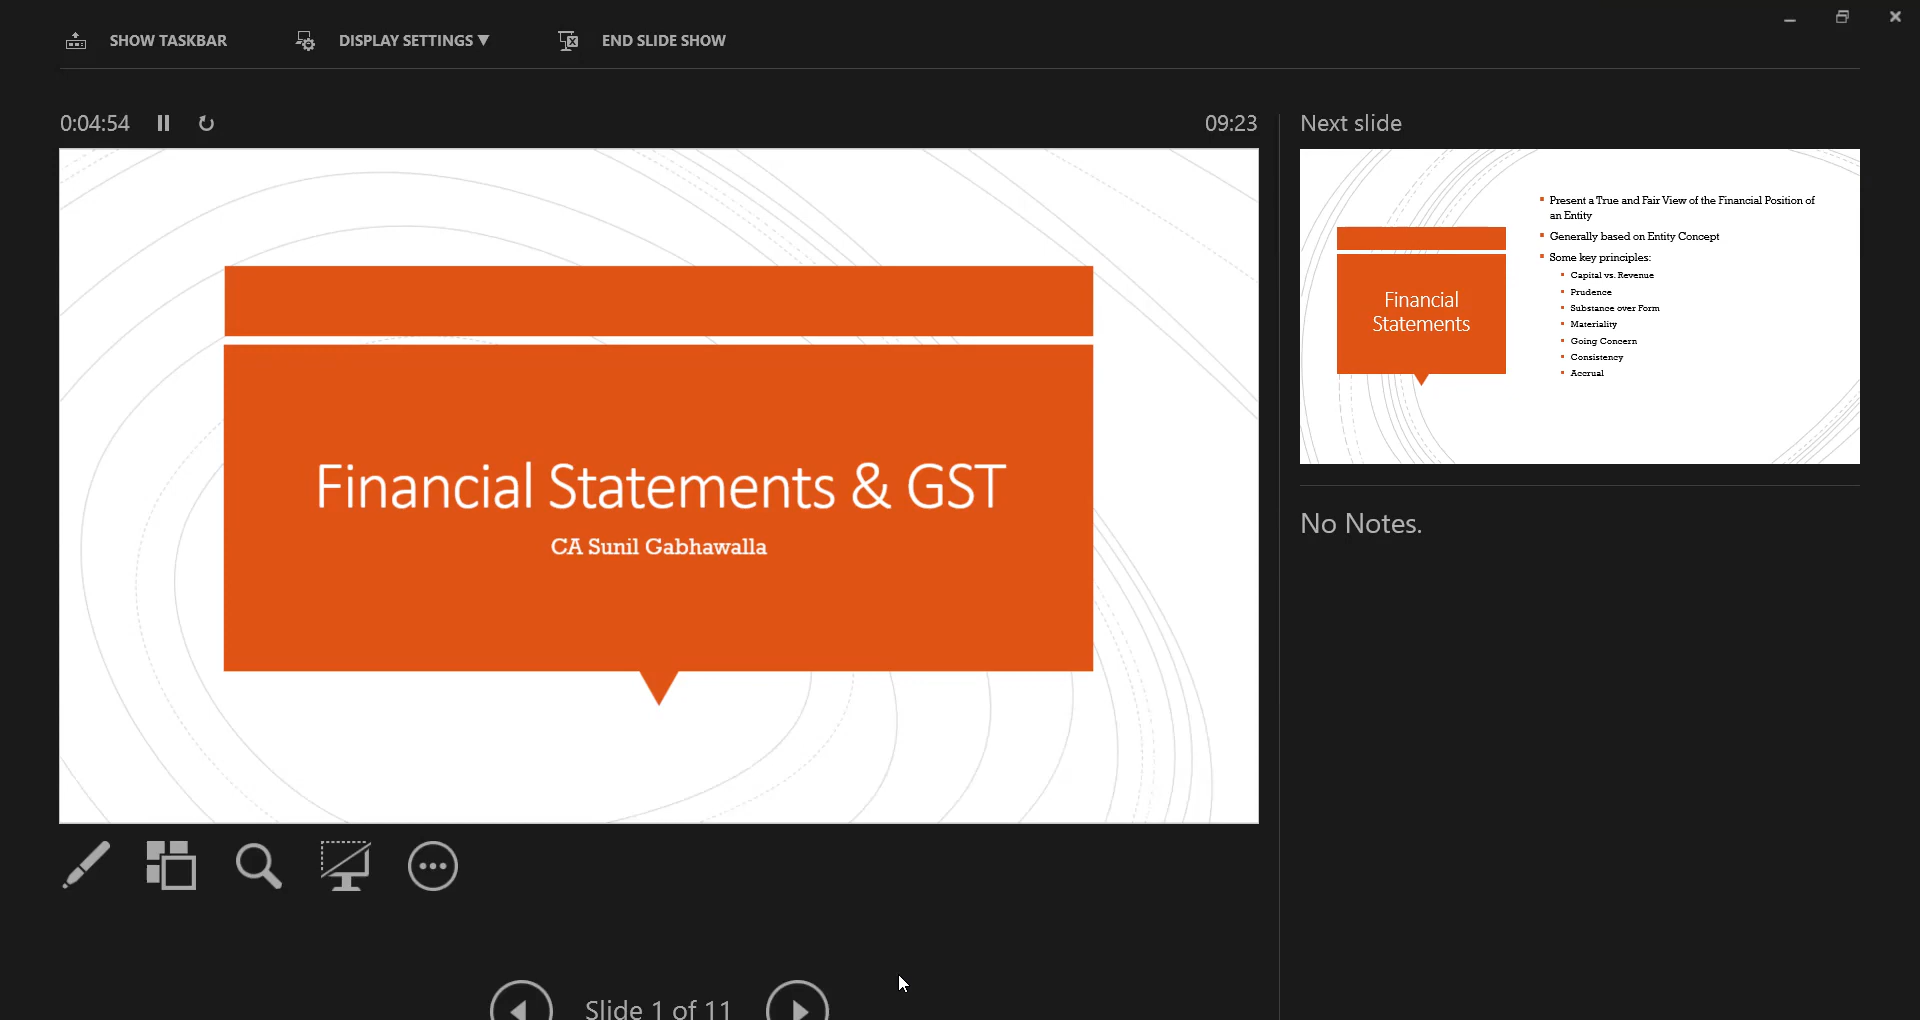 SHOW TASKBAR
DISPLAY SETTINGS ▼
END SLIDE SHOW
0:04:54
09:23
Next slide
Financial Statements & GST
CA Sunil Gabhawalla
Financial
Statements
Present a True and Fair View of the Financial Position of
an Entity
Generally based on Entity Concept
Some key principles:
Capital vs. Revenue
Prudence
Substance over Form
Materiality
Going Concern
Consistency
Accrual
No Notes.
Slide 1 of 11